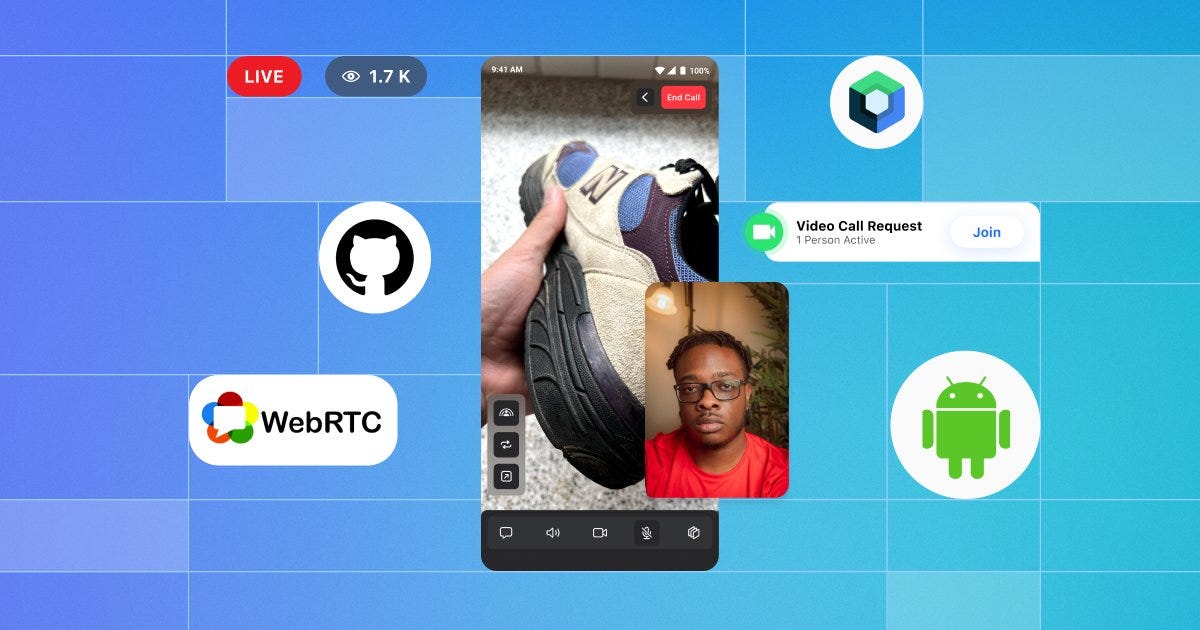 LIVE
1.7 K
9:41 AM
100%
End Call
N
Video Call Request
1 Person Active
Join
WebRTC